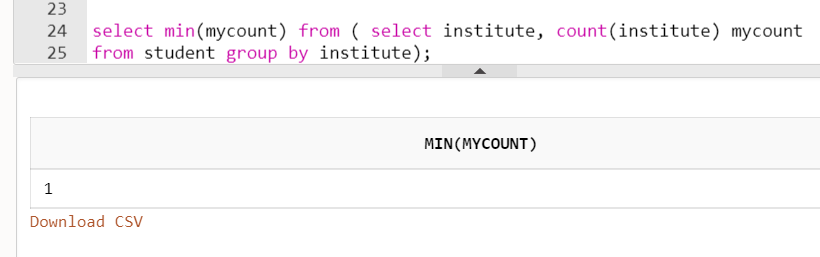 23
24 select min(mycount) from ( select institute, count(institute) mycount
25 from student group by institute);
MIN(MYCOUNT)
1
Download CSV